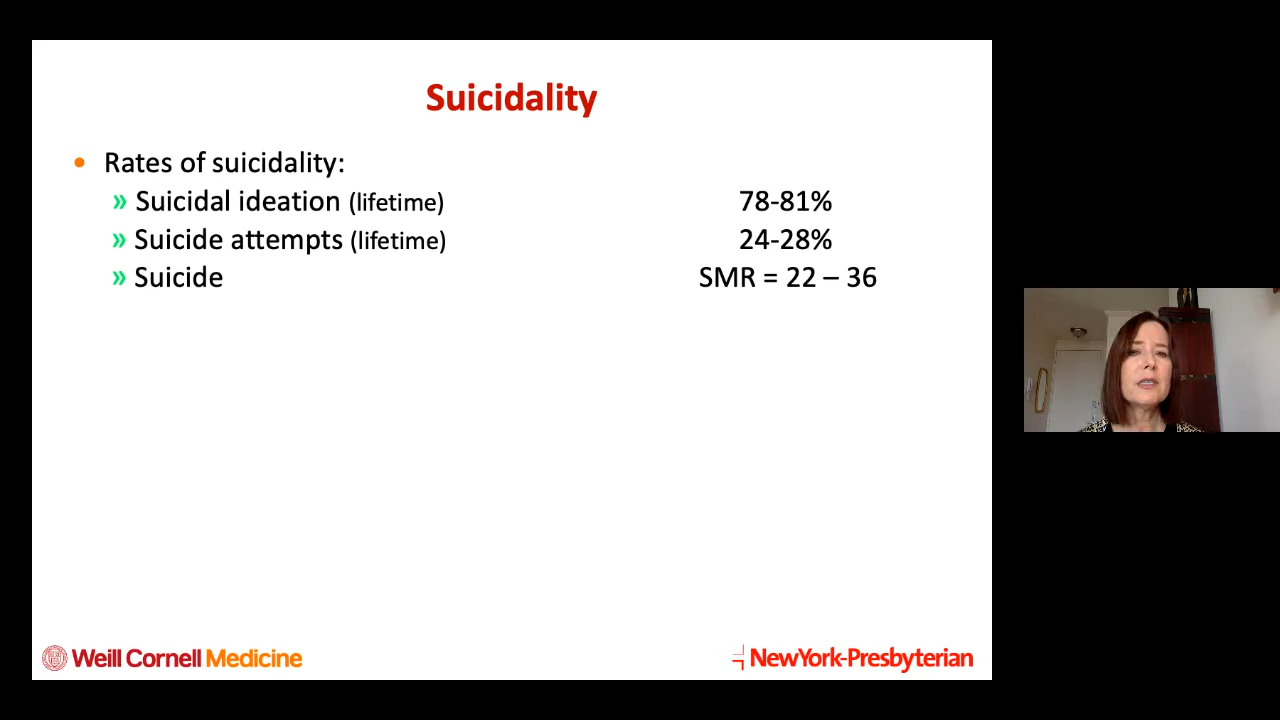 Suicidality
• Rates of suicidality:
» Suicidal ideation (lifetime) 78-81%
» Suicide attempts (lifetime) 24-28%
» Suicide SMR = 22 – 36
Weill Cornell Medicine
NewYork-Presbyterian